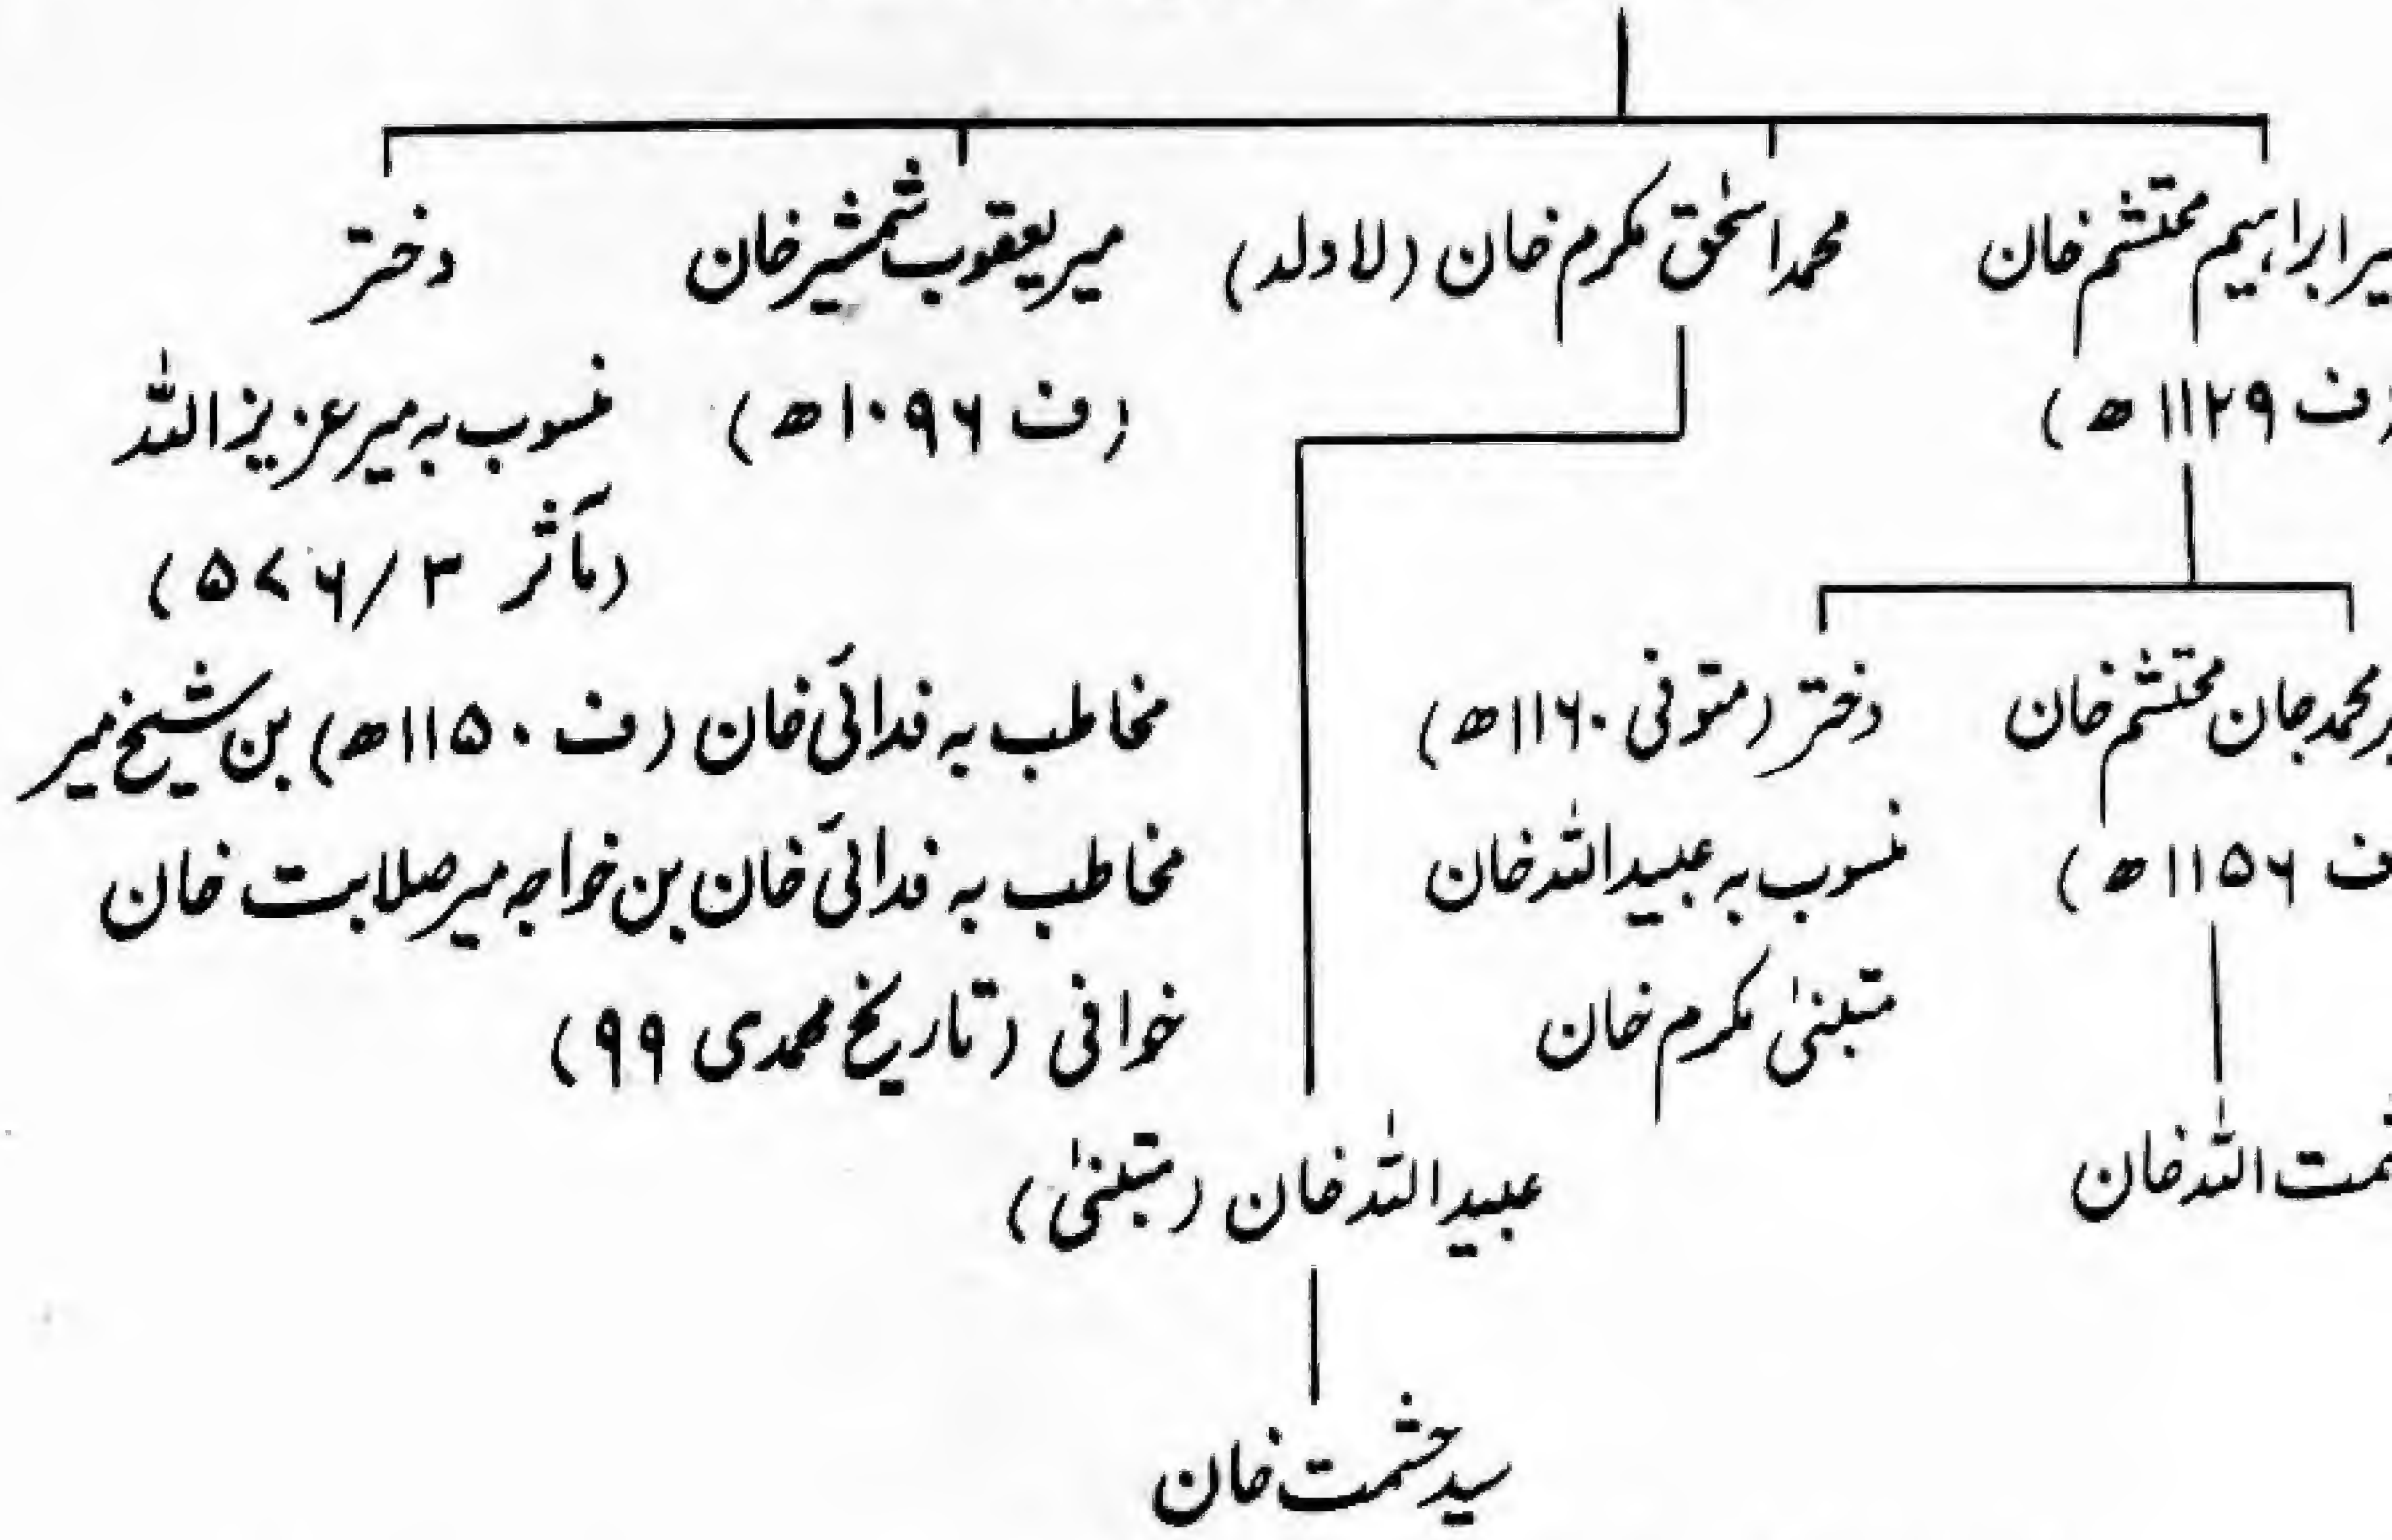 میر ابراہیم محتشم خان
(ف ۱۱۲۹ھ)
محمد اسحٰق مکرم خان (لاولد)
میر یعقوب شمشیر خان
(ف ۱۰۹۶ھ)
دختر
منسوب بہ میر عزیز اللہ
(مآثر ۳/۵۷۶)
مخاطب بہ فدائی خان (ف ۱۱۵۰ھ) بن شیخ میر
مخاطب بہ فدائی خان بن خواجہ میر صلابت خان
خوافی (تاریخ محمدی ۹۹)
محمد جان محتشم خان
ف ۱۱۵۶ھ)
دختر (متوفی ۱۱۶۰ھ)
منسوب بہ عبید اللہ خان
متبنیٰ مکرم خان
اللہ خان
عبید اللہ خان (متبنیٰ)
سید حشمت خان